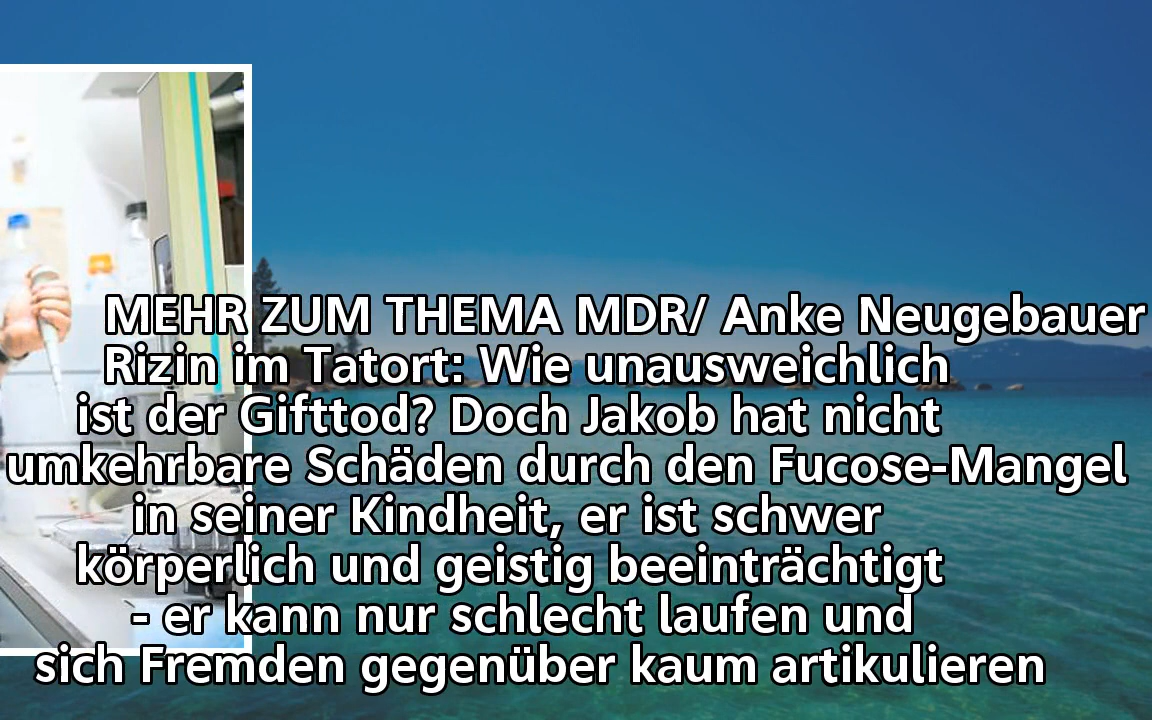 MEHR ZUM THEMA MDR/ Anke Neugebauer
Rizin im Tatort: Wie unausweichlich
ist der Gifttod? Doch Jakob hat nicht
umkehrbare Schäden durch den Fucose-Mangel
in seiner Kindheit, er ist schwer
körperlich und geistig beeinträchtigt
- er kann nur schlecht laufen und
sich Fremden gegenüber kaum artikulieren